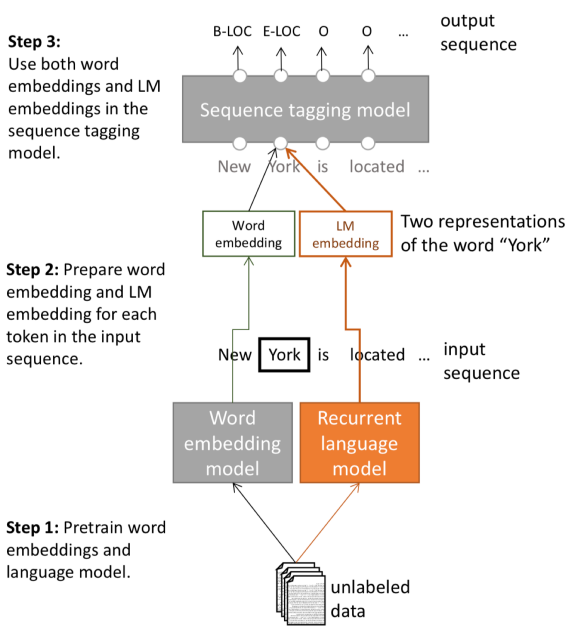 B-LOC E-LOC O O ...
output
sequence
Step 3:
Use both word
embeddings and LM
embeddings in the
sequence tagging
model.
Sequence tagging model
New York is located ...
Word
embedding
LM
embedding
Two representations
of the word “York”
Step 2: Prepare word
embedding and LM
embedding for each
token in the input
sequence.
New York is located ...
input
sequence
Word
embedding
model
Recurrent
language
model
Step 1: Pretrain word
embeddings and
language model.
unlabeled
data